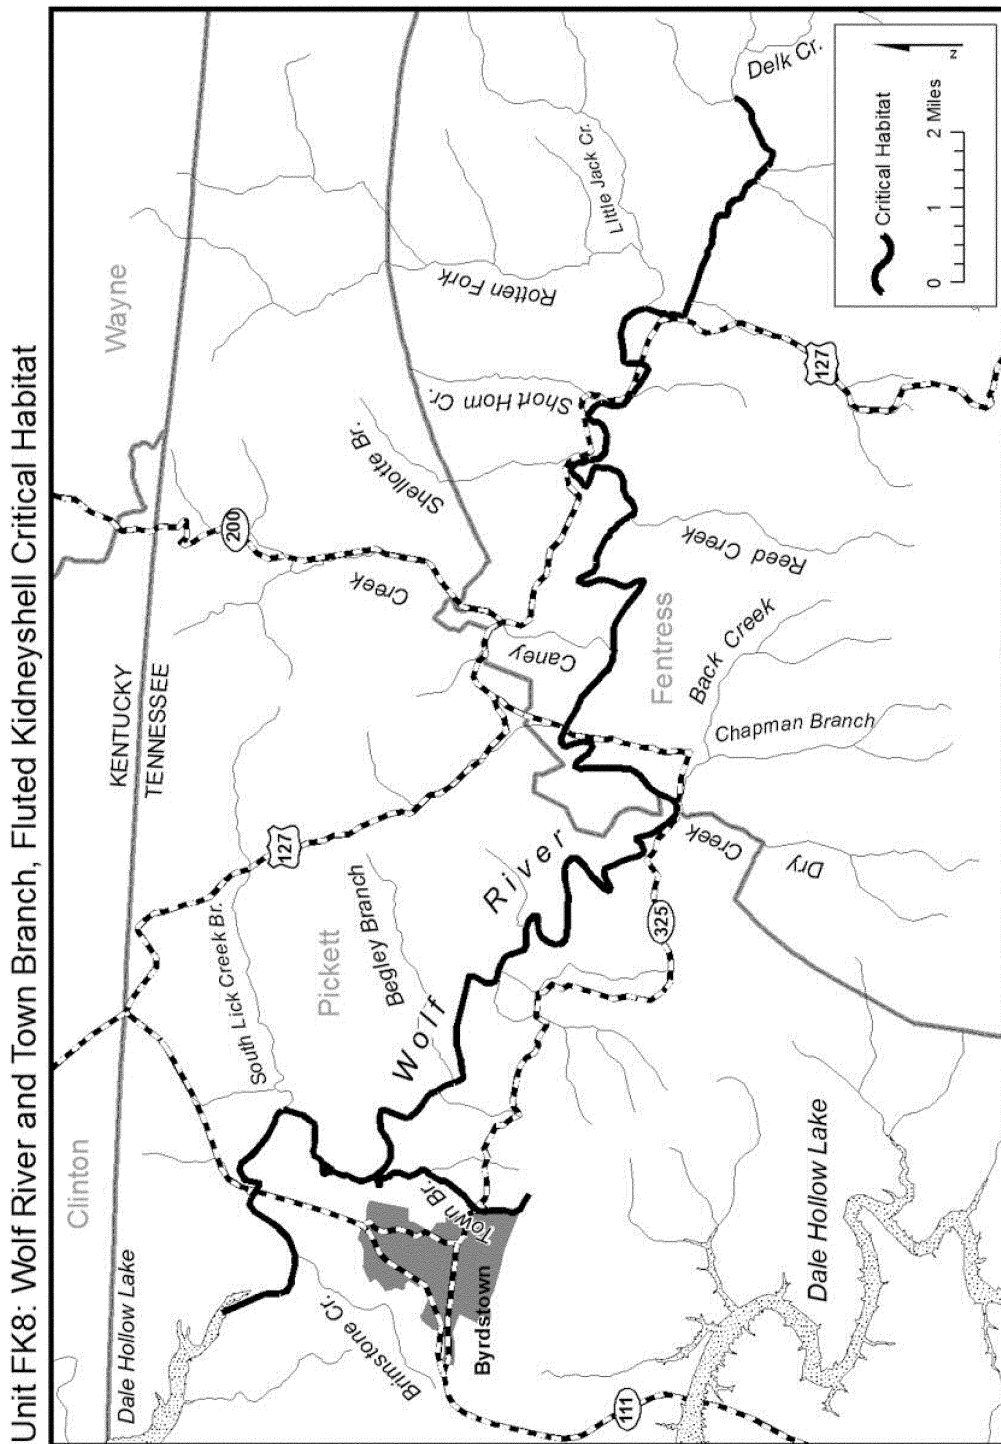 Unit FK8: Wolf River and Town Branch, Fluted Kidneyshell Critical Habitat
Clinton
Wayne
Dale Hollow Lake
KENTUCKY
TENNESSEE
200
127
South Lick Creek Br.
Pickett
Begley Branch
Brimstone Cr.
Town Br.
Byrdstown
111
Wolf
River
Creek
Caney
Shellotte Br.
Short Horn Cr.
Rotten Fork
Little Jack Cr.
Delk Cr.
Fentress
Reed Creek
Back Creek
Chapman Branch
Creek
Dry
325
127
Dale Hollow Lake
Critical Habitat
0 1 2 Miles
N